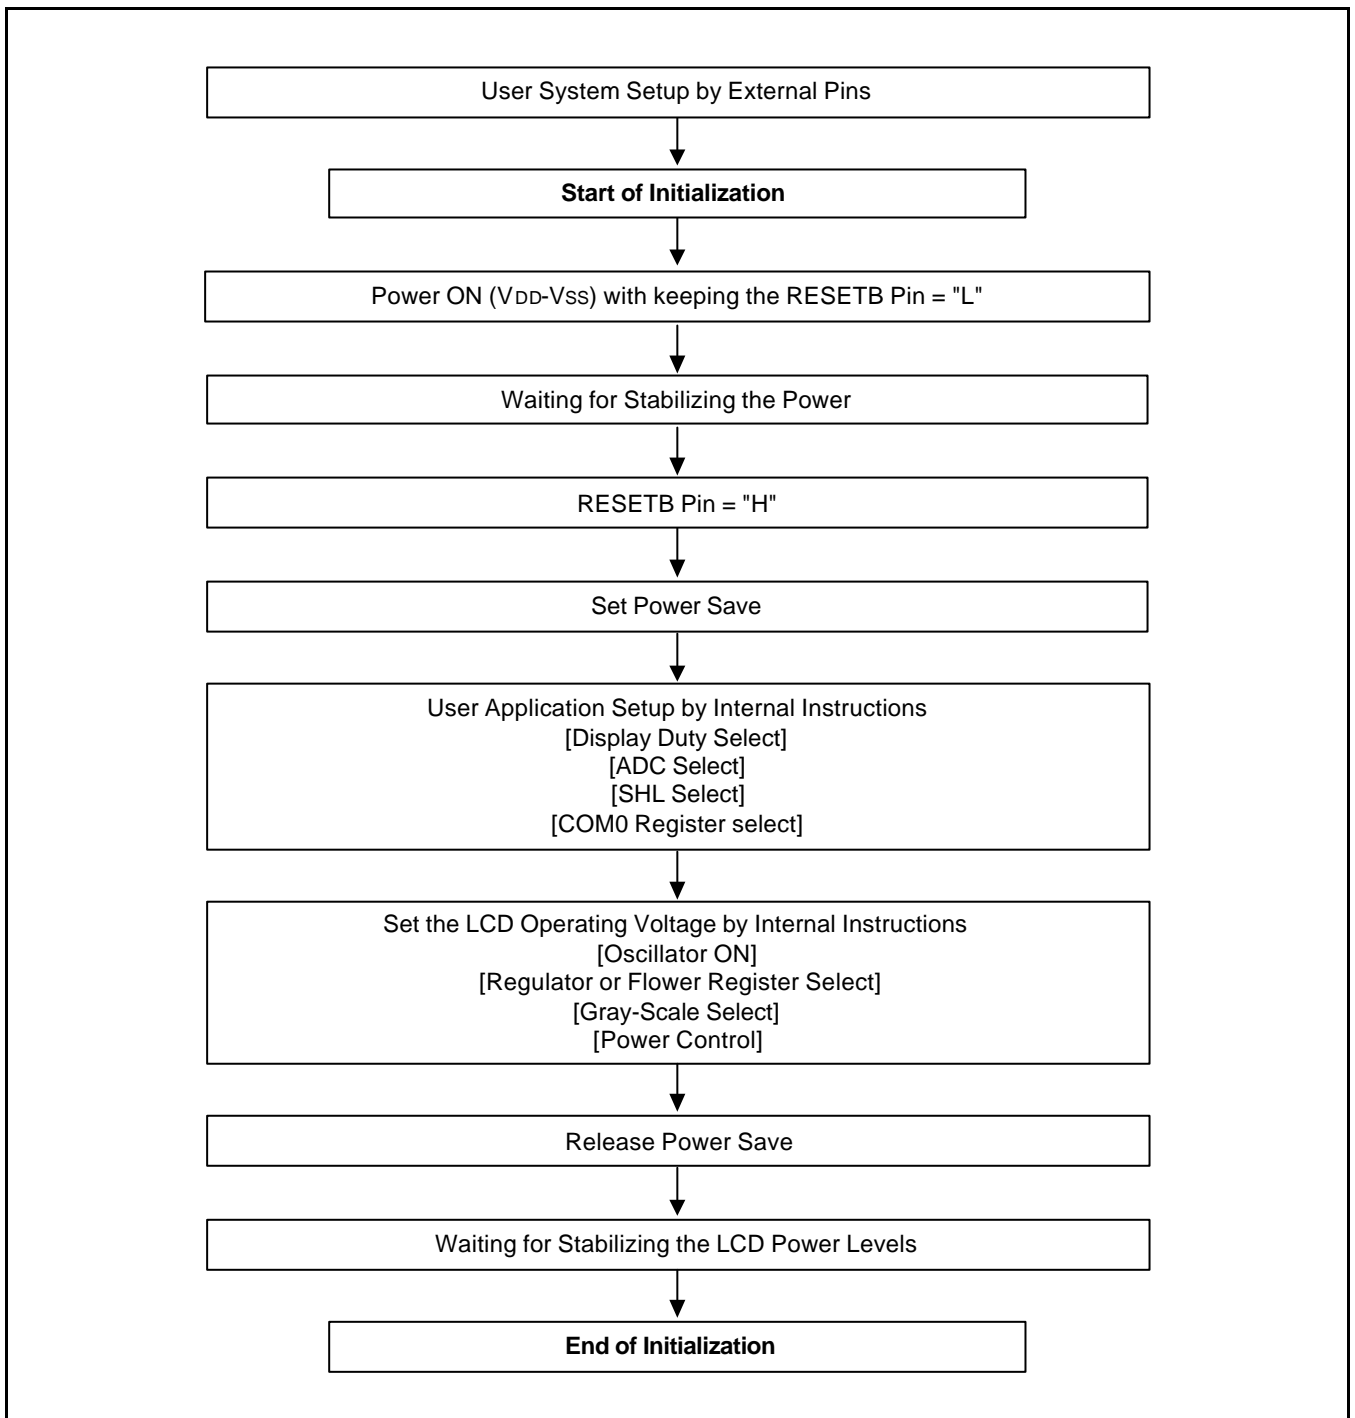 User System Setup by External Pins
Start of Initialization
Power ON (VDD-VSS) with keeping the RESETB Pin = "L"
Waiting for Stabilizing the Power
RESETB Pin = "H"
Set Power Save
User Application Setup by Internal Instructions
[Display Duty Select]
[ADC Select]
[SHL Select]
[COM0 Register select]
Set the LCD Operating Voltage by Internal Instructions
[Oscillator ON]
[Regulator or Flower Register Select]
[Gray-Scale Select]
[Power Control]
Release Power Save
Waiting for Stabilizing the LCD Power Levels
End of Initialization